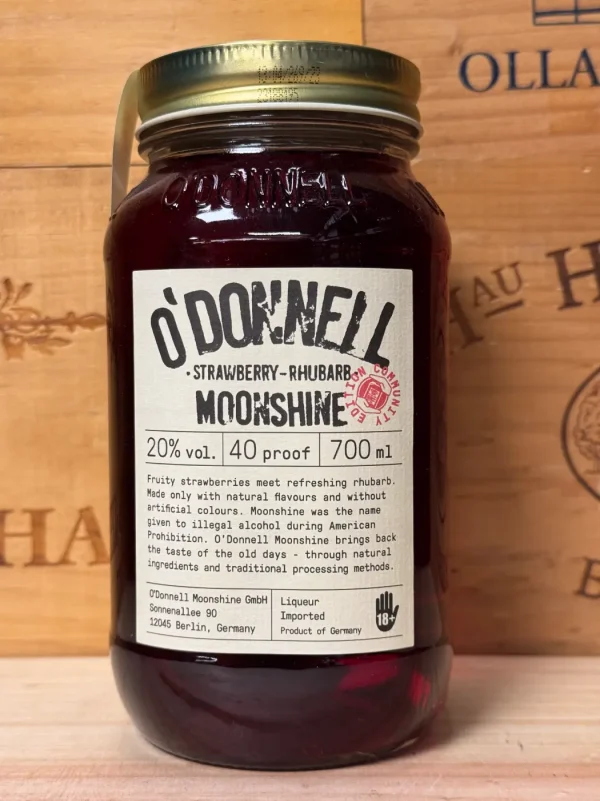 OLLA
O'DONNELL
HAU H
O'DONNELL
·STRAWBERRY-RHUBARB·
MOONSHINE
EDITION COMMUNITY
20% vol. 40 proof 700 ml
Fruity strawberries meet refreshing rhubarb.
Made only with natural flavours and without
artificial colours. Moonshine was the name
given to illegal alcohol during American
Prohibition. O'Donnell Moonshine brings back
the taste of the old days - through natural
ingredients and traditional processing methods.
HA
O'Donnell Moonshine GmbH
Sonnenallee 90
12045 Berlin, Germany
Liqueur
Imported
Product of Germany
18+